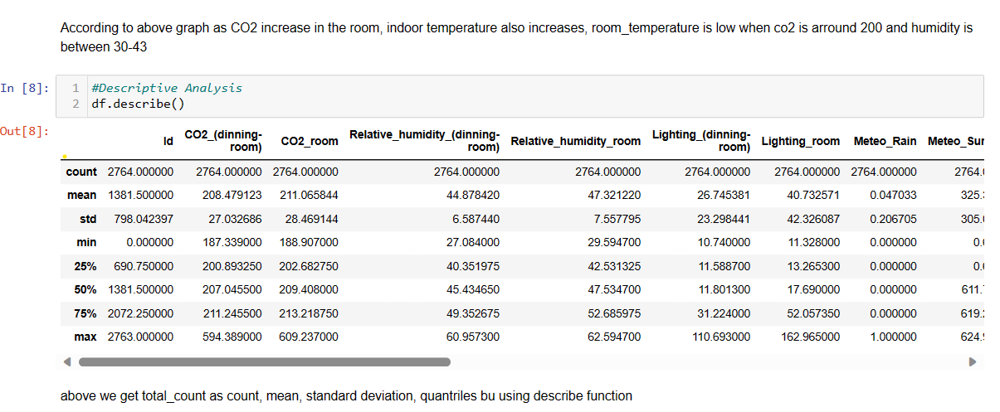 According to above graph as CO2 increase in the room, indoor temperature also increases, room_temperature is low when co2 is arround 200 and humidity is
between 30-43
In [8]: 1 #Descriptive Analysis
2 df.describe()
Out[8]:
Id CO2_(dinning-room) CO2_room Relative_humidity_(dinning-room) Relative_humidity_room Lighting_(dinning-room) Lighting_room Meteo_Rain Meteo_Sur
count 2764.000000 2764.000000 2764.000000 2764.000000 2764.000000 2764.000000 2764.000000 2764.000000 2764.(
mean 1381.500000 208.479123 211.065844 44.878420 47.321220 26.745381 40.732571 0.047033 325.
std 798.042397 27.032686 28.469144 6.587440 7.557795 23.298441 42.326087 0.206705 305.
min 0.000000 187.339000 188.907000 27.084000 29.594700 10.740000 11.328000 0.000000 0.
25% 690.750000 200.893250 202.682750 40.351975 42.531325 11.588700 13.265300 0.000000 0.
50% 1381.500000 207.045500 209.408000 45.434650 47.534700 11.801300 17.690000 0.000000 611.
75% 2072.250000 211.245500 213.218750 49.352675 52.685975 31.224000 52.057350 0.000000 619.
max 2763.000000 594.389000 609.237000 60.957300 62.594700 110.693000 162.965000 1.000000 624.
above we get total_count as count, mean, standard deviation, quantriles bu using describe function